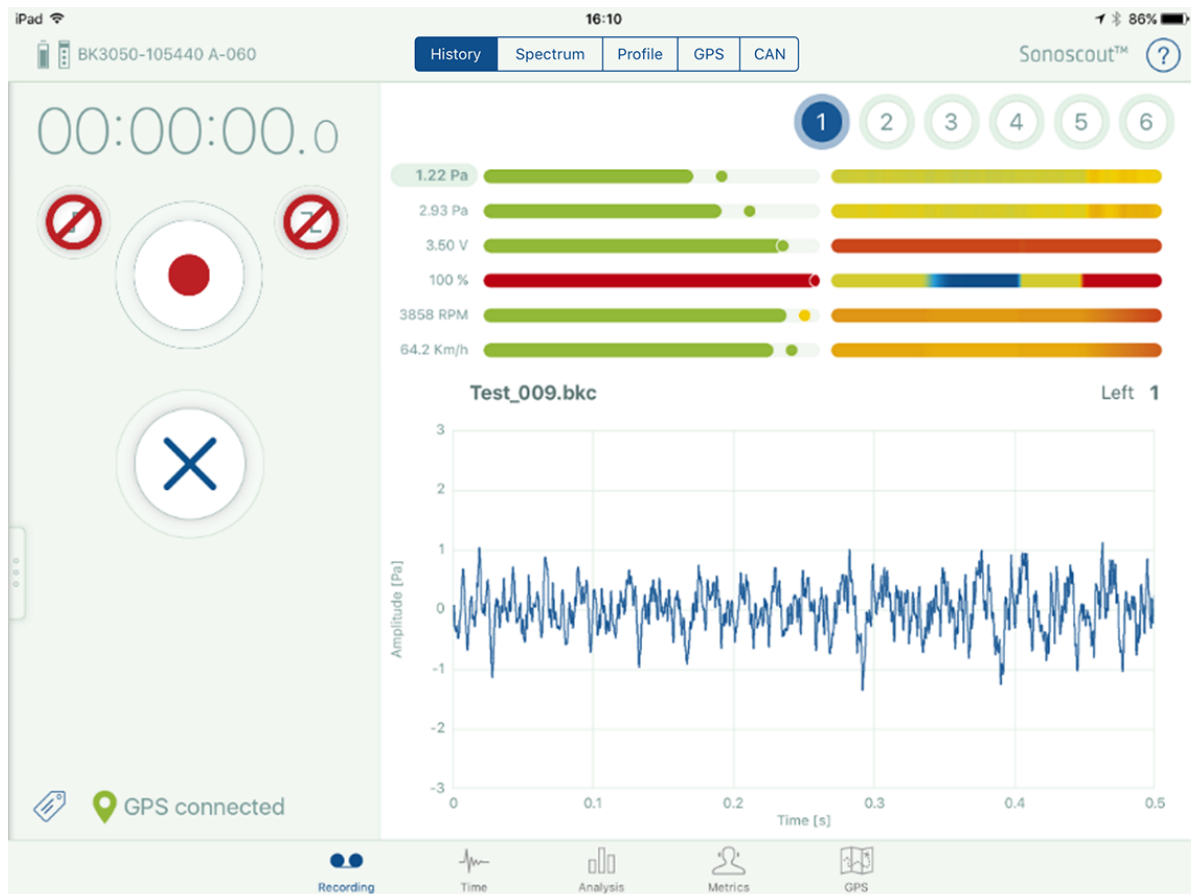 iPad 16:10 86%
BK3050-105440 A-060 History Spectrum Profile GPS CAN Sonoscout™ ?
00:00:00.0
1 2 3 4 5 6
1.22 Pa
2.93 Pa
3.50 V
100 %
3858 RPM
64.2 Km/h
Test_009.bkc Left 1
3
2
1
0
-1
-2
-3
Amplitude [Pa]
0 0.1 0.2 0.3 0.4 0.5
Time [s]
GPS connected
Recording Time Analysis Metrics GPS